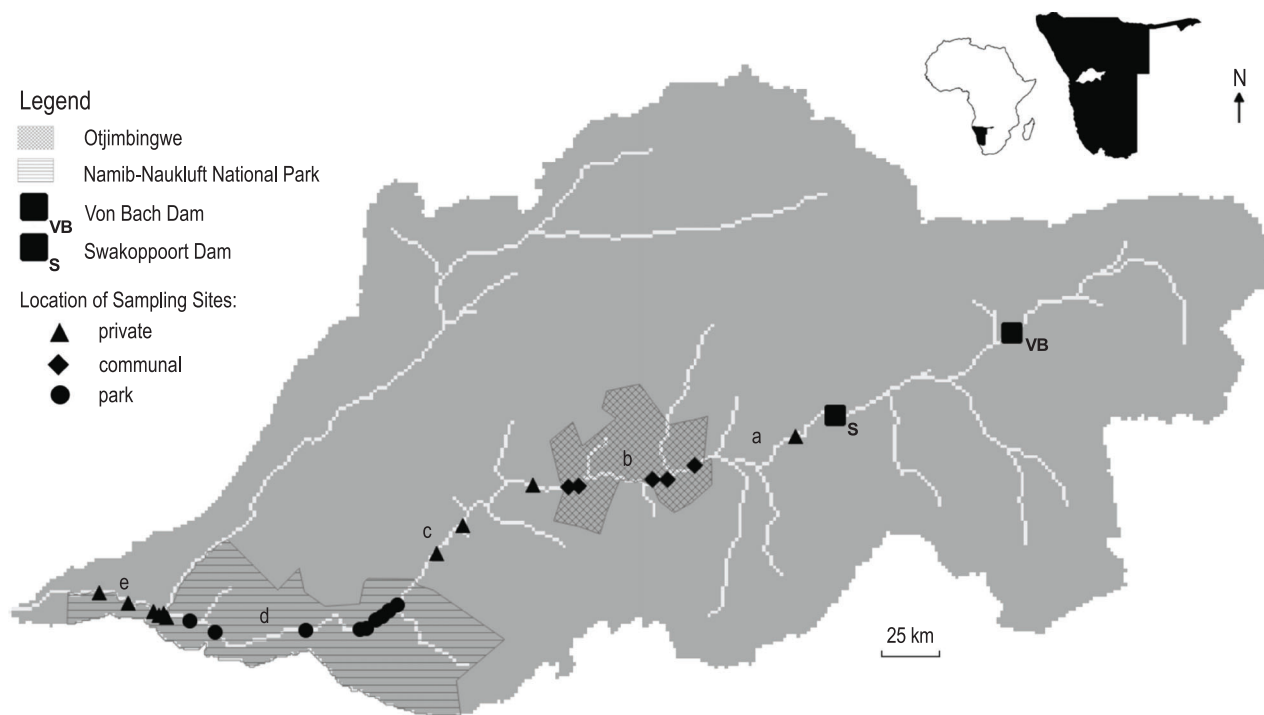 N
Legend
Otjimbingwe
Namib-Naukluft National Park
VB
Von Bach Dam
S
Swakoppoort Dam
Location of Sampling Sites:
private
communal
park
VB
S
a
b
c
d
e
25 km